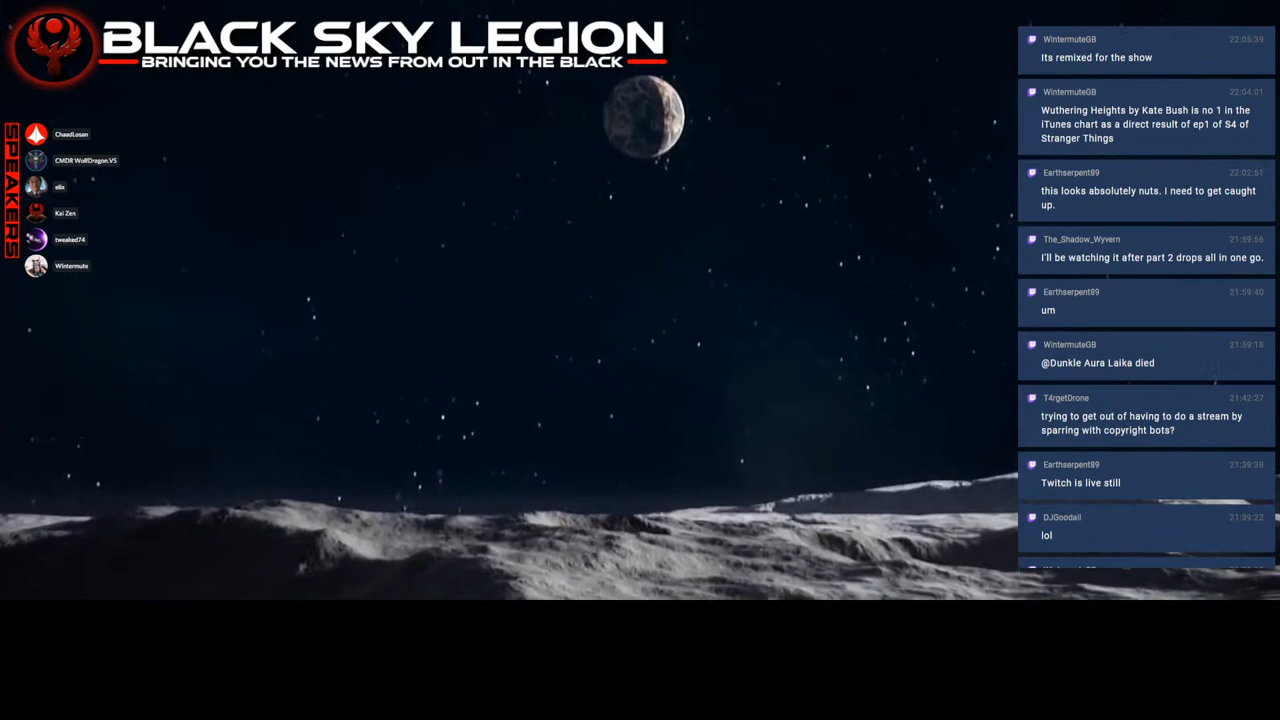 BLACK SKY LEGION
BRINGING YOU THE NEWS FROM OUT IN THE BLACK
SPEAKERS
ChaadLosan
CMDR WolfDragon.VS
elix
Kai Zen
tweaked74
Wintermute
WintermuteGB 22:05:39
Its remixed for the show
WintermuteGB 22:04:01
Wuthering Heights by Kate Bush is no 1 in the
iTunes chart as a direct result of ep1 of S4 of
Stranger Things
Earthserpent89 22:02:51
this looks absolutely nuts. I need to get caught
up.
The_Shadow_Wyvern 21:59:56
I'll be watching it after part 2 drops all in one go.
Earthserpent89 21:59:40
um
WintermuteGB 21:59:18
@Dunkle Aura Laika died
T4rgetDrone 21:42:27
trying to get out of having to do a stream by
sparring with copyright bots?
Earthserpent89 21:39:38
Twitch is live still
DJGoodall 21:39:22
lol